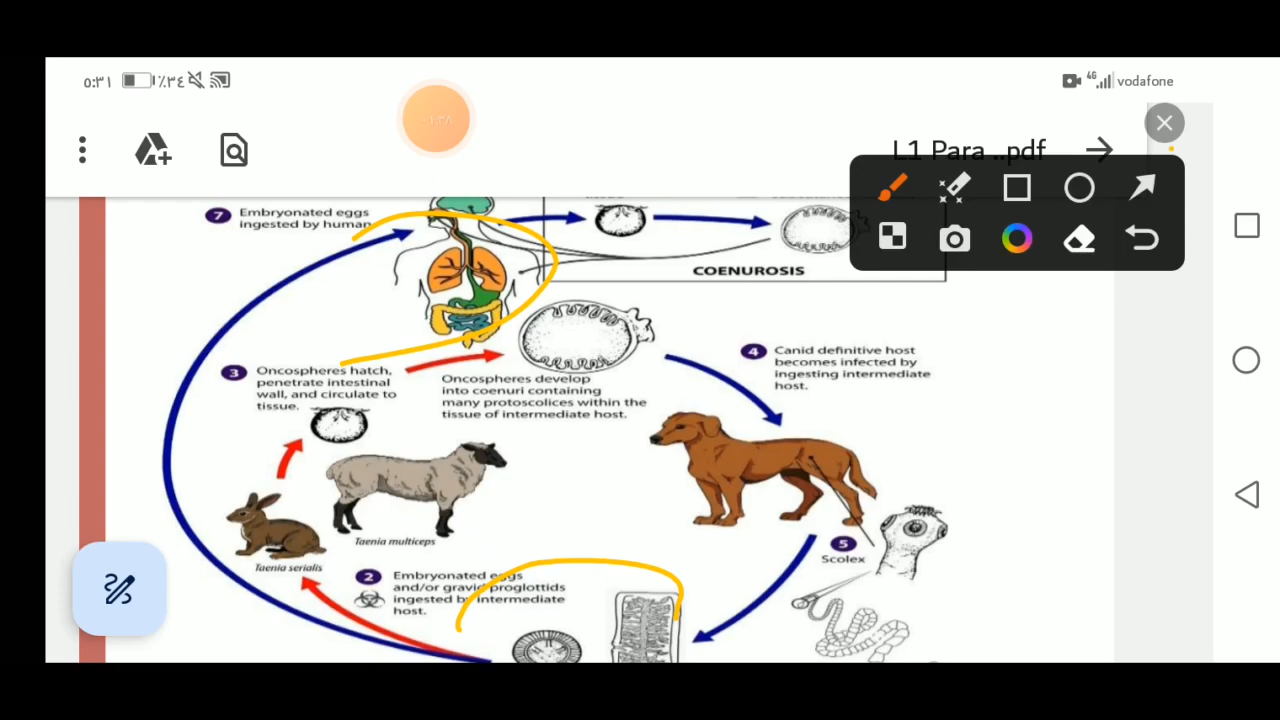 ٥:٣١ ٪٣٤ 4G vodafone
٠١:٣٨
L1 Para ..pdf
7 Embryonated eggs
ingested by human
COENUROSIS
3 Oncospheres hatch,
penetrate intestinal
wall, and circulate to
tissue.
Oncospheres develop
into coenuri containing
many protoscolices within the
tissue of intermediate host.
4 Canid definitive host
becomes infected by
ingesting intermediate
host.
Taenia multiceps
Taenia serialis
5
Scolex
2 Embryonated eggs
and/or gravid proglottids
ingested by intermediate
host.